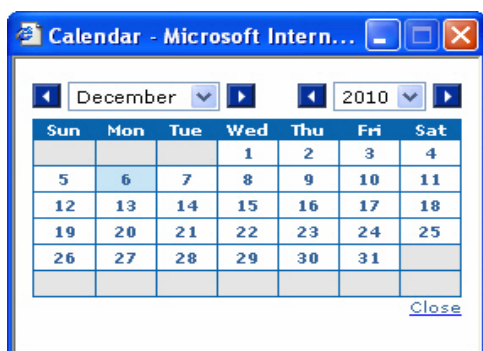 Calendar - Microsoft Intern...
December 2010
Sun Mon Tue Wed Thu Fri Sat
1 2 3 4
5 6 7 8 9 10 11
12 13 14 15 16 17 18
19 20 21 22 23 24 25
26 27 28 29 30 31
Close